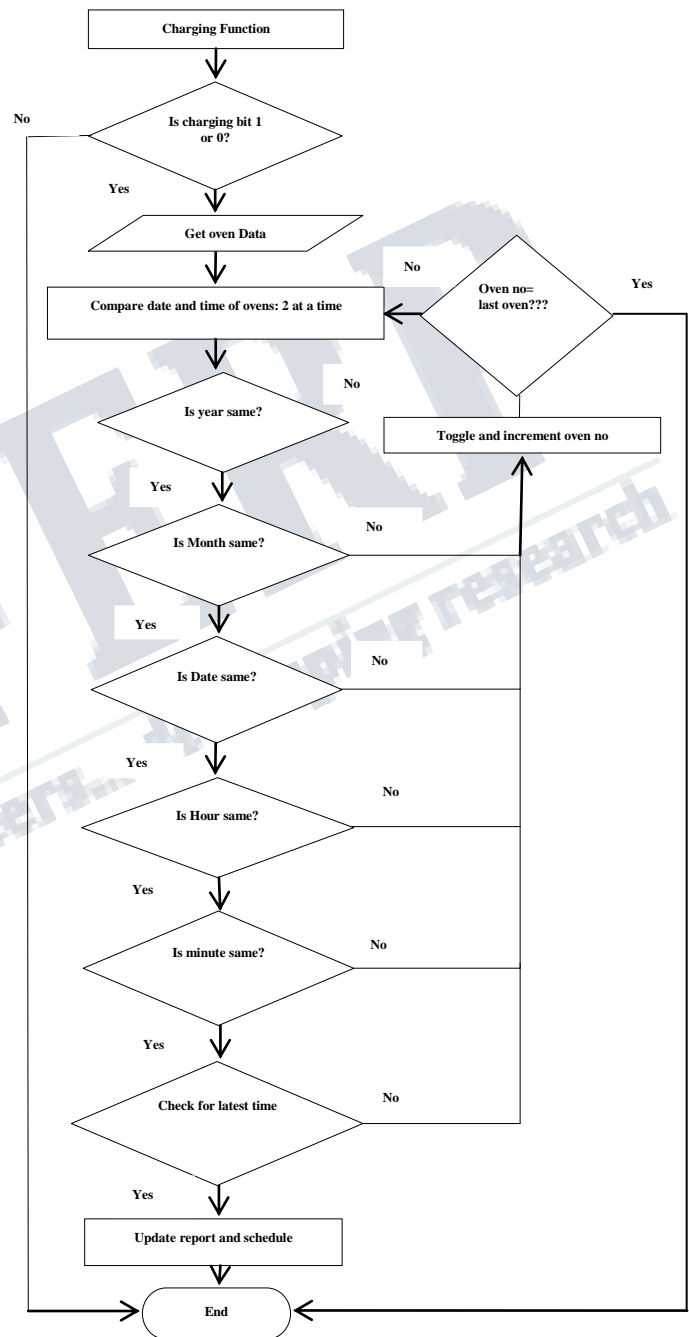 Charging Function
No
Is charging bit 1
or 0?
Yes
Get oven Data
No
Oven no=
last oven???
Yes
Compare date and time of ovens: 2 at a time
No
Is year same?
Toggle and increment oven no
Yes
No
Is Month same?
Yes
No
Is Date same?
Yes
No
Is Hour same?
Yes
No
Is minute same?
Yes
No
Check for latest time
Yes
Update report and schedule
End
research